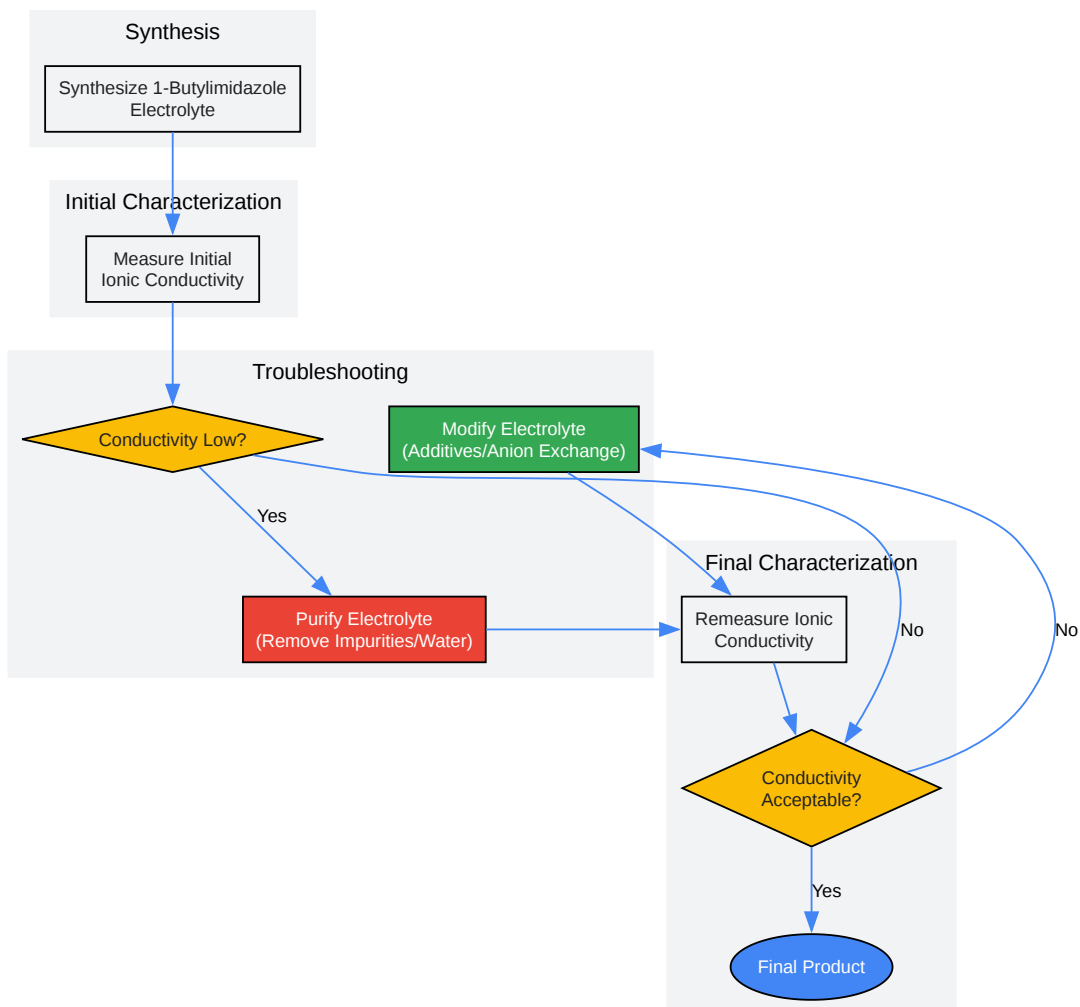 Synthesis
Synthesize 1-Butylimidazole
Electrolyte
Initial Characterization
Measure Initial
Ionic Conductivity
Troubleshooting
Conductivity Low?
Modify Electrolyte
(Additives/Anion Exchange)
Yes
Final Characterization
Purify Electrolyte
(Remove Impurities/Water)
Remeasure Ionic
Conductivity
No
No
Conductivity
Acceptable?
Yes
Final Product